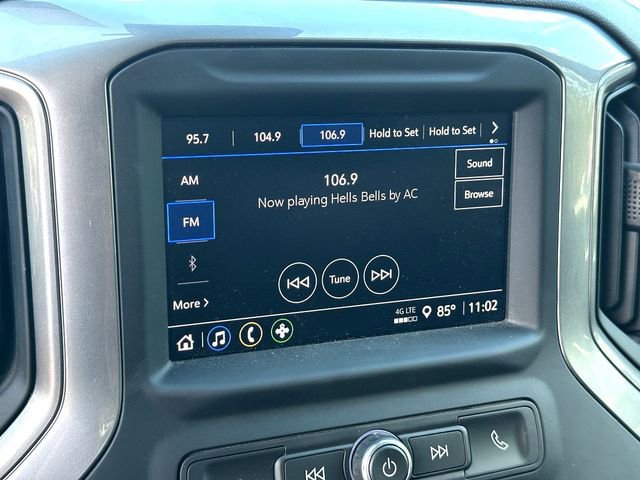 95.7 104.9 106.9 Hold to Set Hold to Set
AM
106.9
Sound
Now playing Hells Bells by AC
Browse
FM
Tune
More
4G LTE
85° 11:02